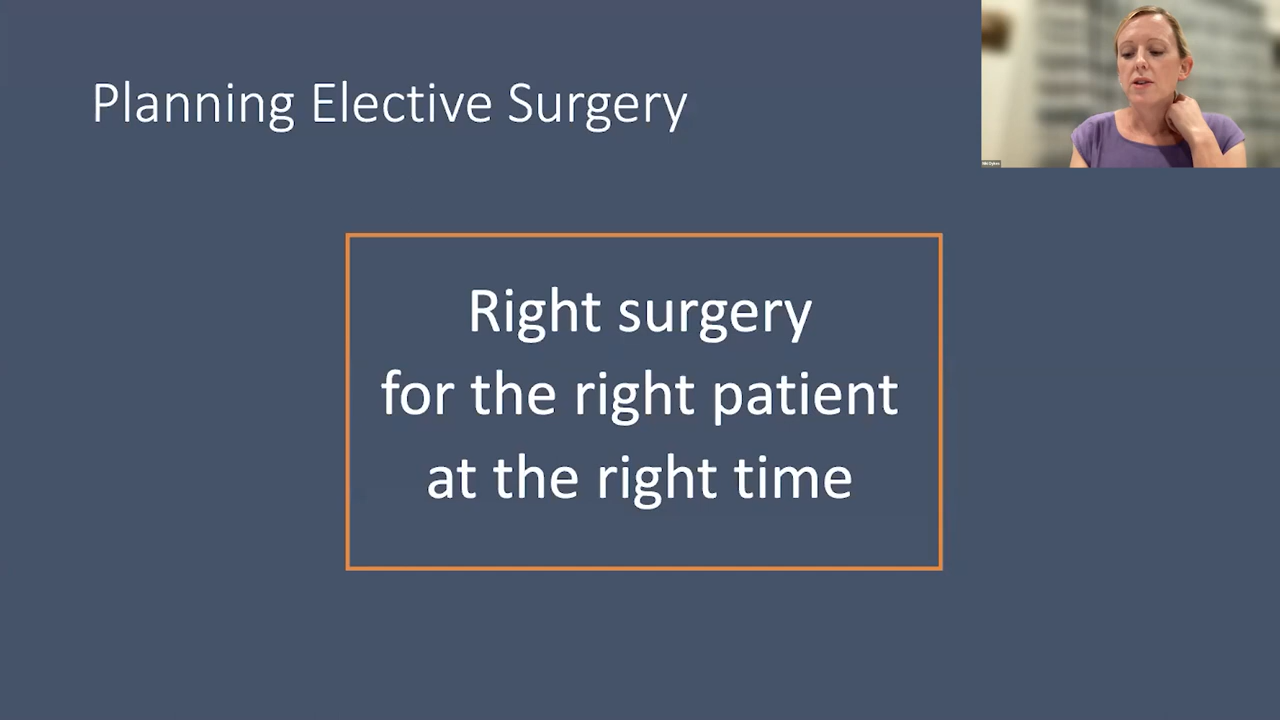 Planning Elective Surgery
Right surgery
for the right patient
at the right time